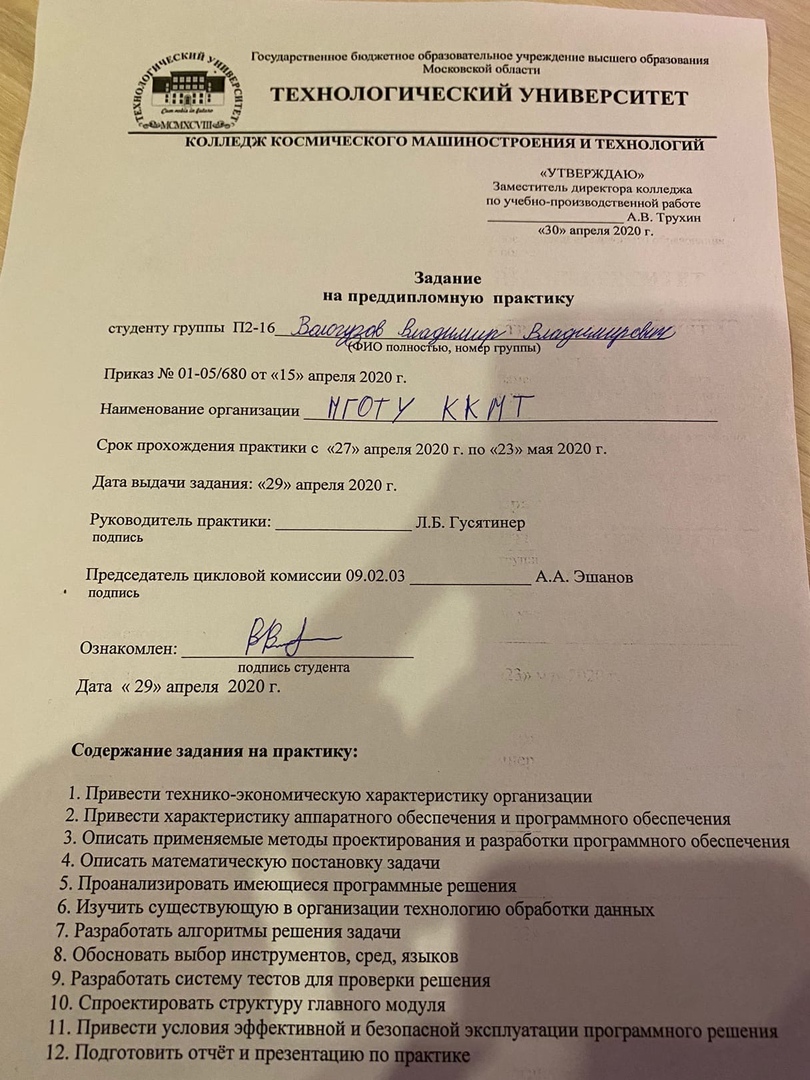 ТЕХНОЛОГИЧЕСКИЙ УНИВЕРСИТЕТ
MCMXCVIII
Государственное бюджетное образовательное учреждение высшего образования
Московской области
ТЕХНОЛОГИЧЕСКИЙ УНИВЕРСИТЕТ
КОЛЛЕДЖ КОСМИЧЕСКОГО МАШИНОСТРОЕНИЯ И ТЕХНОЛОГИЙ
«УТВЕРЖДАЮ»
Заместитель директора колледжа
по учебно-производственной работе
А.В. Трухин
«30» апреля 2020 г.
Задание
на преддипломную практику
студенту группы П2-16 Вологузов Владимир Владимирович
(ФИО полностью, номер группы)
Приказ № 01-05/680 от «15» апреля 2020 г.
Наименование организации МГОТУ ККМТ
Срок прохождения практики с «27» апреля 2020 г. по «23» мая 2020 г.
Дата выдачи задания: «29» апреля 2020 г.
Руководитель практики: Л.Б. Гусятинер
подпись
Председатель цикловой комиссии 09.02.03 А.А. Эшанов
подпись
Ознакомлен:
подпись студента
Дата « 29» апреля 2020 г.
Содержание задания на практику:
1. Привести технико-экономическую характеристику организации
2. Привести характеристику аппаратного обеспечения и программного обеспечения
3. Описать применяемые методы проектирования и разработки программного обеспечения
4. Описать математическую постановку задачи
5. Проанализировать имеющиеся программные решения
6. Изучить существующую в организации технологию обработки данных
7. Разработать алгоритмы решения задачи
8. Обосновать выбор инструментов, сред, языков
9. Разработать систему тестов для проверки решения
10. Спроектировать структуру главного модуля
11. Привести условия эффективной и безопасной эксплуатации программного решения
12. Подготовить отчёт и презентацию по практике